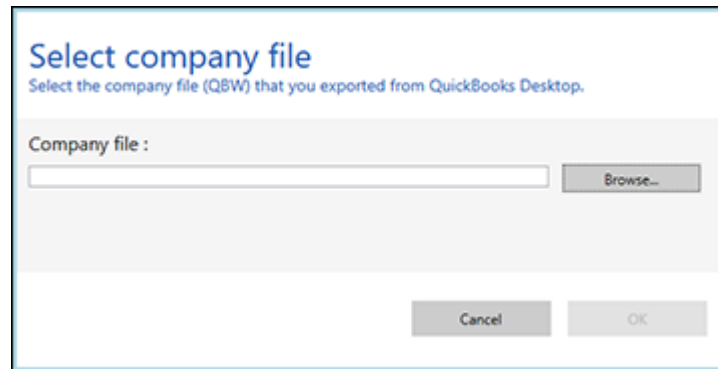 Select company file
Select the company file (QBW) that you exported from QuickBooks Desktop.
Company file :
Browse...
Cancel
OK